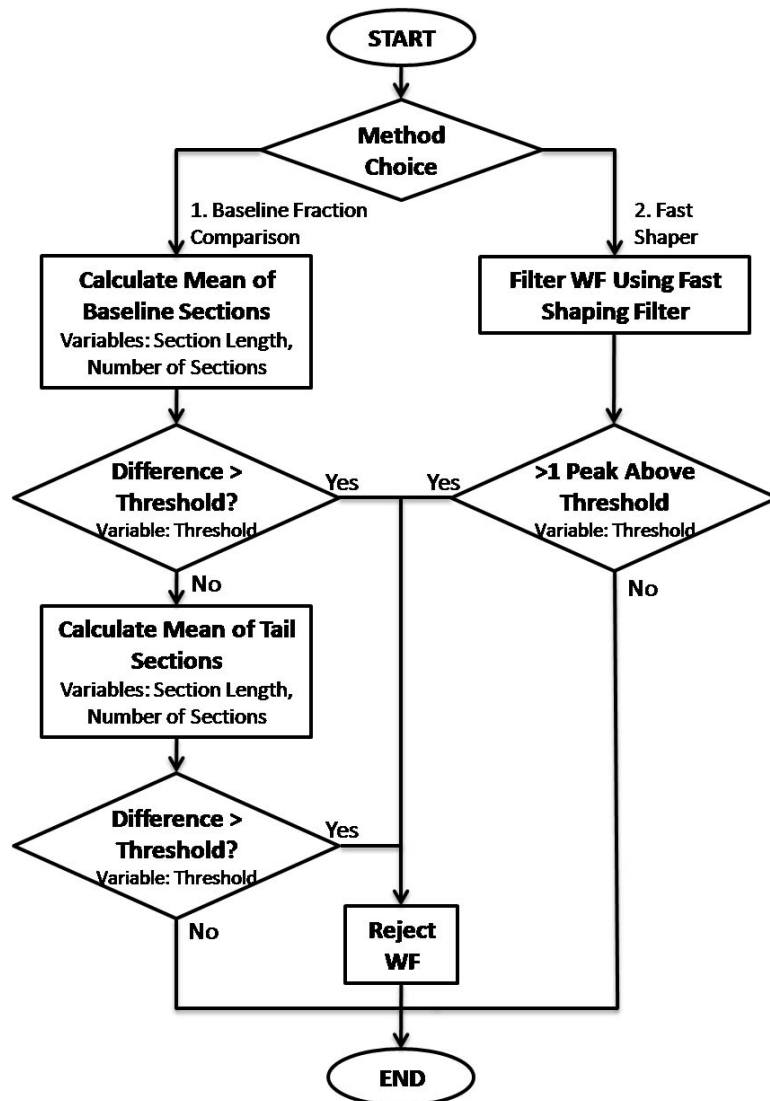 START
Method
Choice
1. Baseline Fraction
Comparison
2. Fast
Shaper
Calculate Mean of
Baseline Sections
Variables: Section Length,
Number of Sections
Filter WF Using Fast
Shaping Filter
Difference >
Threshold?
Variable: Threshold
Yes
Yes
>1 Peak Above
Threshold
Variable: Threshold
No
No
Calculate Mean of Tail
Sections
Variables: Section Length,
Number of Sections
Difference >
Threshold?
Variable: Threshold
Yes
No
Reject
WF
END